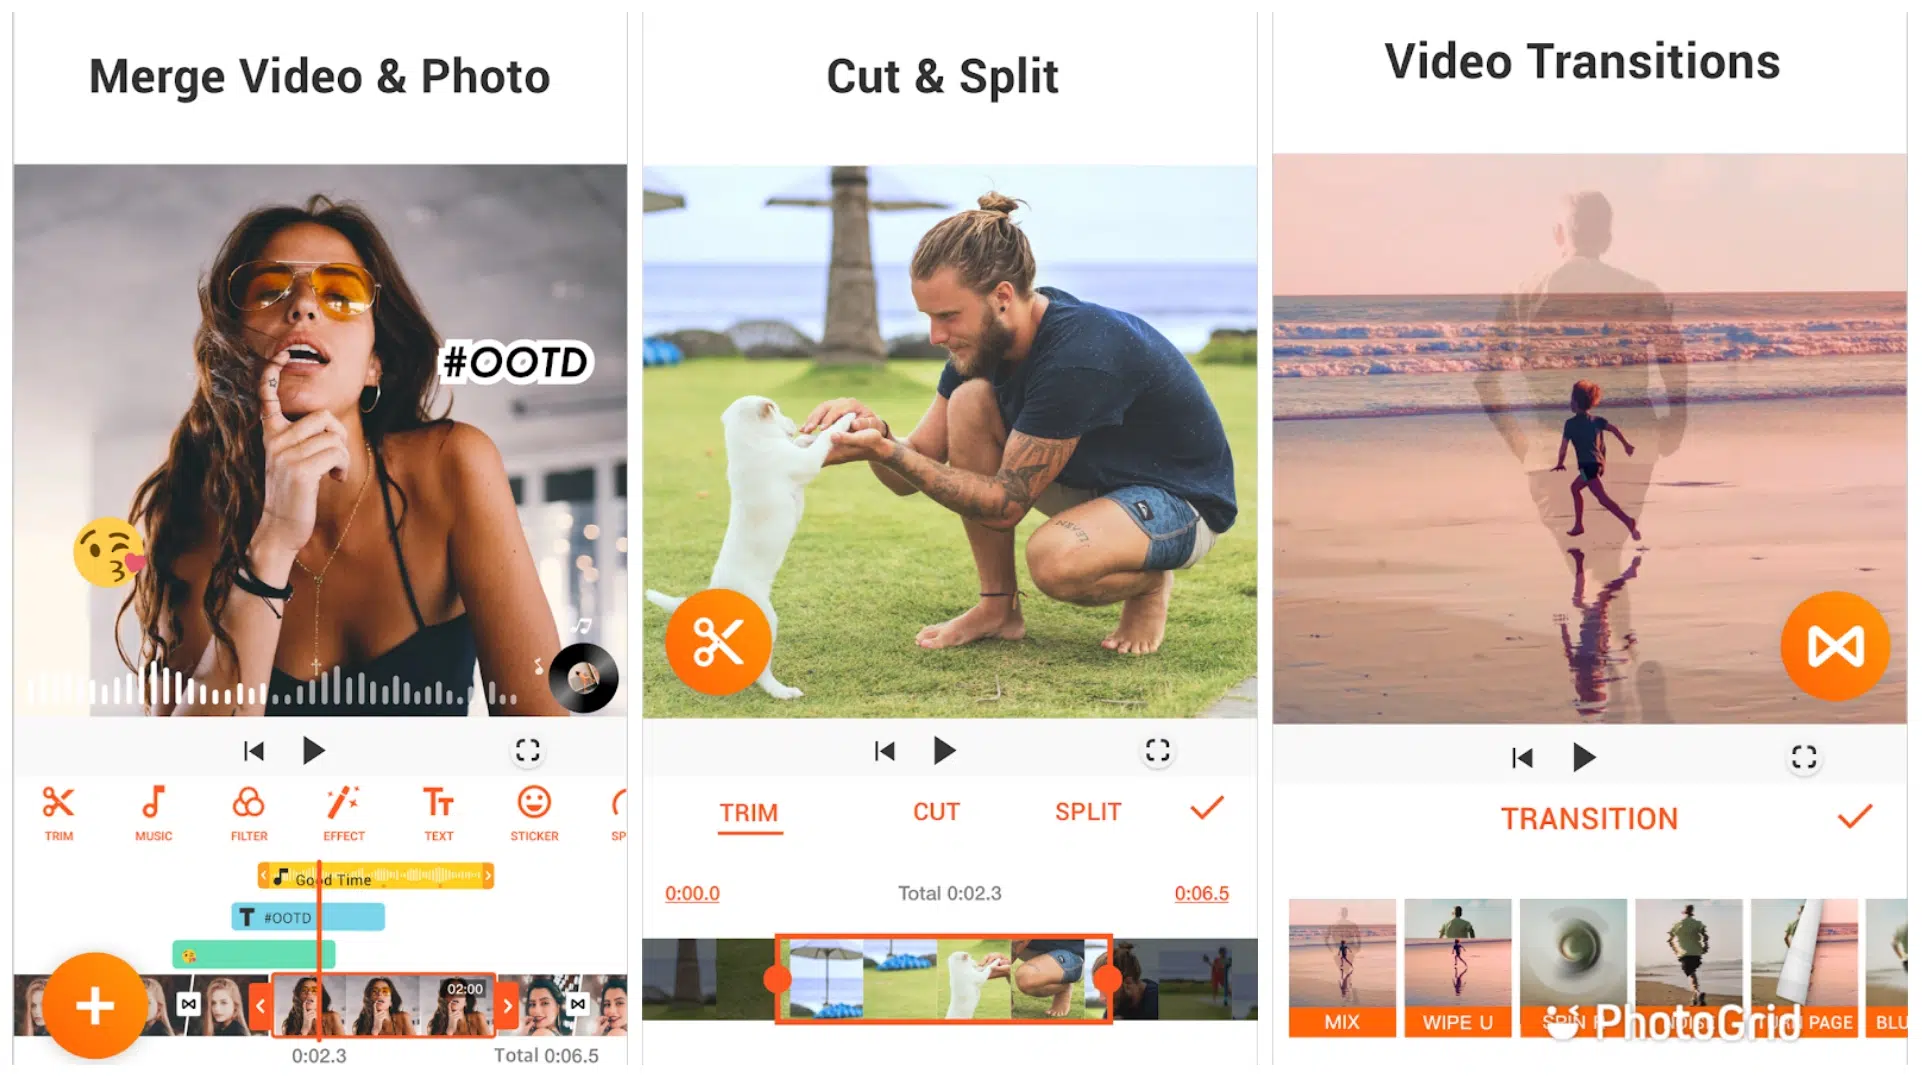 Merge Video & Photo
#OOTD
TRIM
MUSIC
FILTER
EFFECT
TEXT
STICKER
SP
Good Time
T #OOTD
02:00
0:02.3
Total 0:06.5
Cut & Split
LEAVEN
TRIM
CUT
SPLIT
0:00.0
Total 0:02.3
0:06.5
Video Transitions
TRANSITION
MIX
WIPE U
PAGE
BLU
PhotoGrid